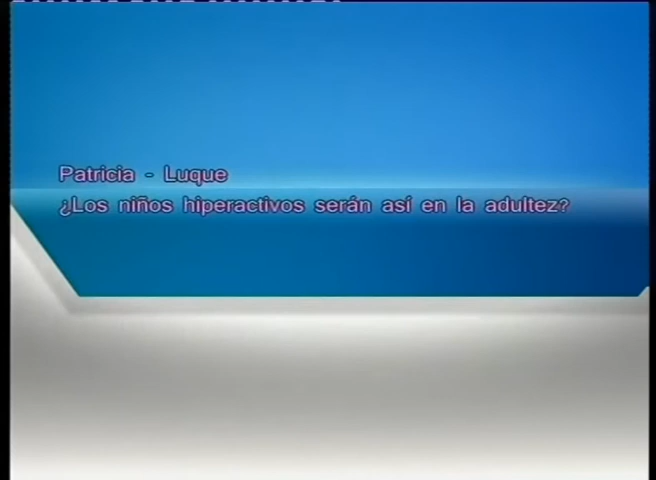 Patricia - Luque
¿Los niños hiperactivos serán así en la adultez?